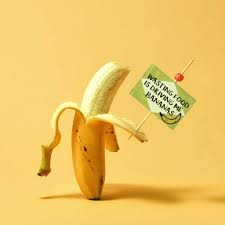 WASTING FOOD
IS DRIVING ME
BANANAS